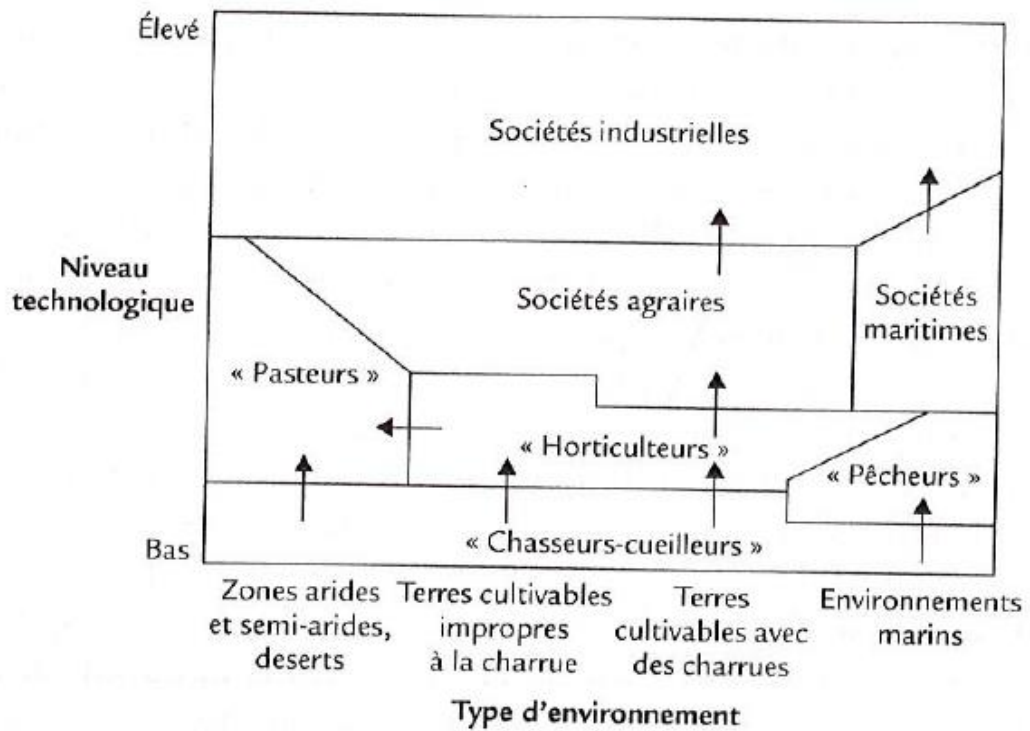 Élevé
Sociétés industrielles
Niveau
technologique
Sociétés agraires
Sociétés
maritimes
« Pasteurs »
« Horticulteurs »
« Pêcheurs »
« Chasseurs-cueilleurs »
Bas
Zones arides
et semi-arides,
deserts
Terres cultivables
impropres
à la charrue
Terres
cultivables avec
des charrues
Environnements
marins
Type d'environnement